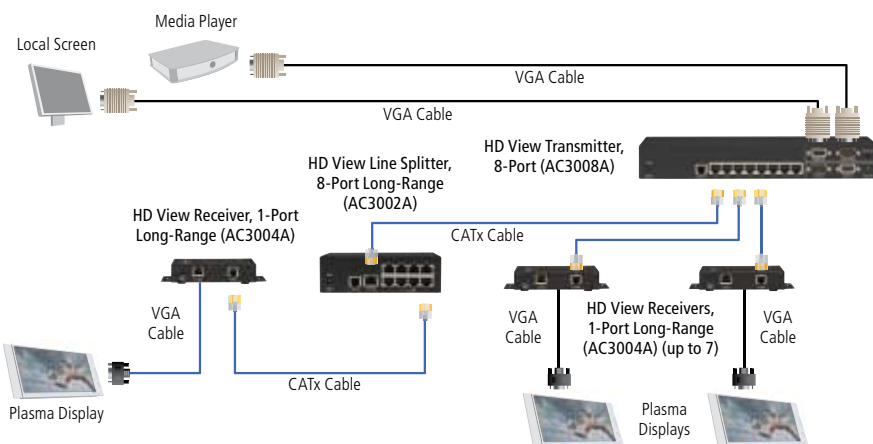 Media Player
Local Screen
VGA Cable
VGA Cable
HD View Transmitter,
8-Port (AC3008A)
HD View Line Splitter,
8-Port Long-Range
(AC3002A)
HD View Receiver, 1-Port
Long-Range (AC3004A)
CATx Cable
VGA
Cable
VGA
Cable
HD View Receivers,
1-Port Long-Range
(AC3004A) (up to 7)
VGA
Cable
CATx Cable
Plasma Display
Plasma
Displays